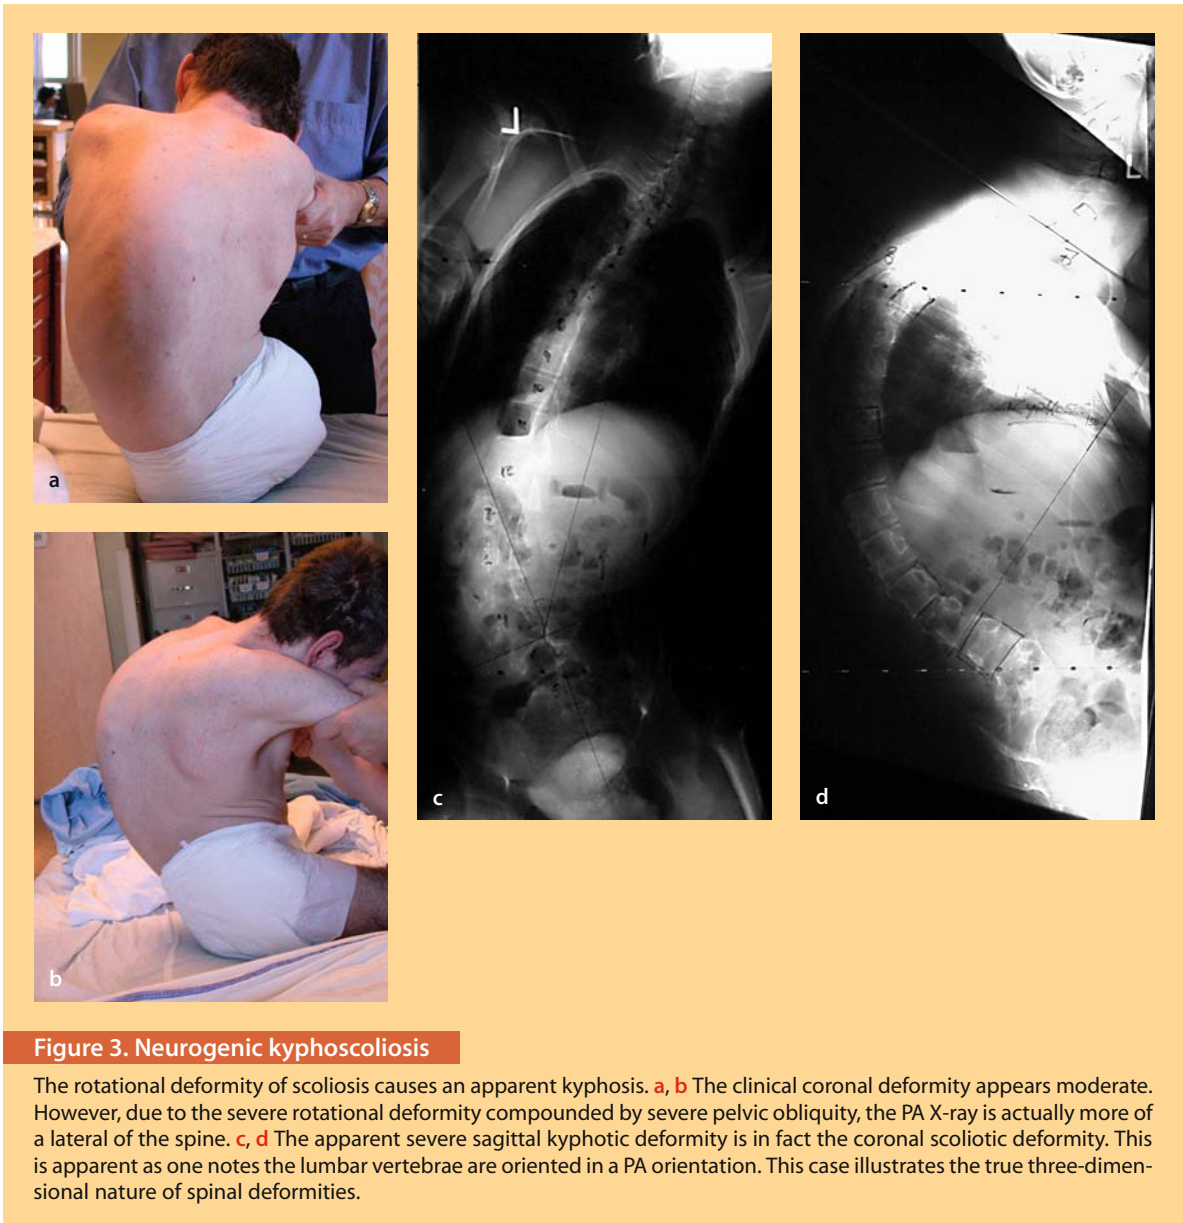 a
b
L
c
d
Figure 3. Neurogenic kyphoscoliosis
The rotational deformity of scoliosis causes an apparent kyphosis. a, b The clinical coronal deformity appears moderate.
However, due to the severe rotational deformity compounded by severe pelvic obliquity, the PA X-ray is actually more of
a lateral of the spine. c, d The apparent severe sagittal kyphotic deformity is in fact the coronal scoliotic deformity. This
is apparent as one notes the lumbar vertebrae are oriented in a PA orientation. This case illustrates the true three-dimen-
sional nature of spinal deformities.